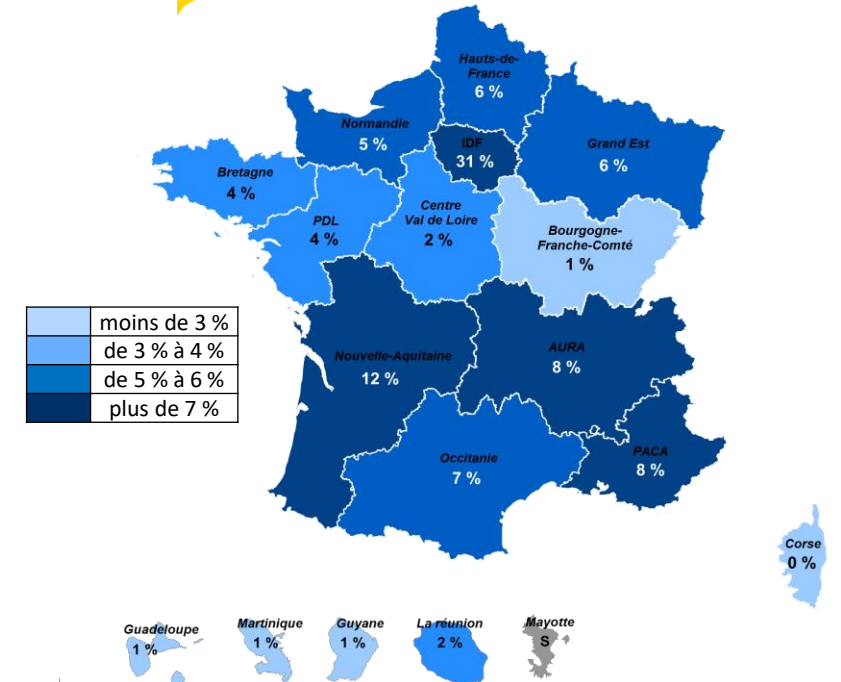 Hauts-de-
France
6 %
Normandie
5 %
IDF
31 %
Grand Est
6 %
Bretagne
4 %
PDL
4 %
Centre
Val de Loire
2 %
Bourgogne-
Franche-Comté
1 %
moins de 3 %
de 3 % à 4 %
de 5 % à 6 %
plus de 7 %
Nouvelle-Aquitaine
12 %
AURA
8 %
Occitanie
7 %
PACA
8 %
Corse
0 %
Guadeloupe
1 %
Martinique
1 %
Guyane
1 %
La réunion
2 %
Mayotte
S